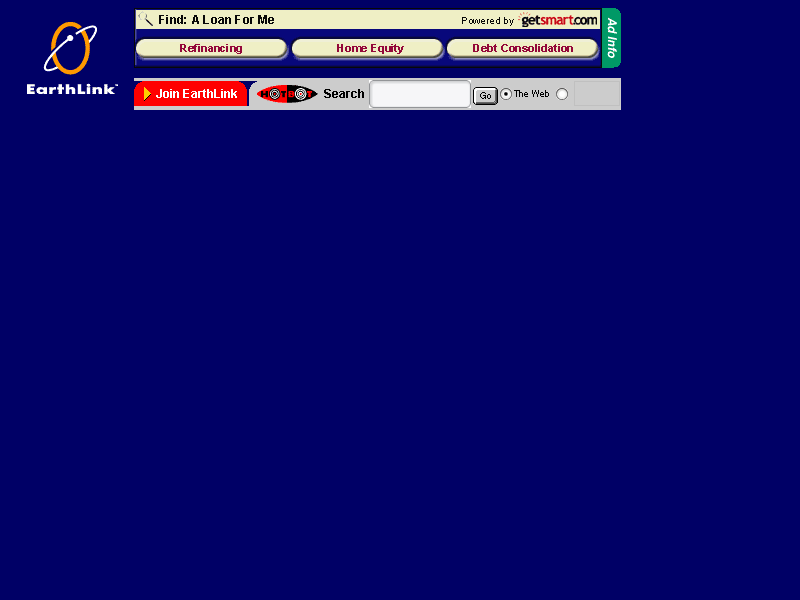 Find: A Loan For Me
Powered by getsmart.com
Refinancing
Home Equity
Debt Consolidation
Ad Info
EarthLink
Join EarthLink
HOTBOT
Search
Go
The Web